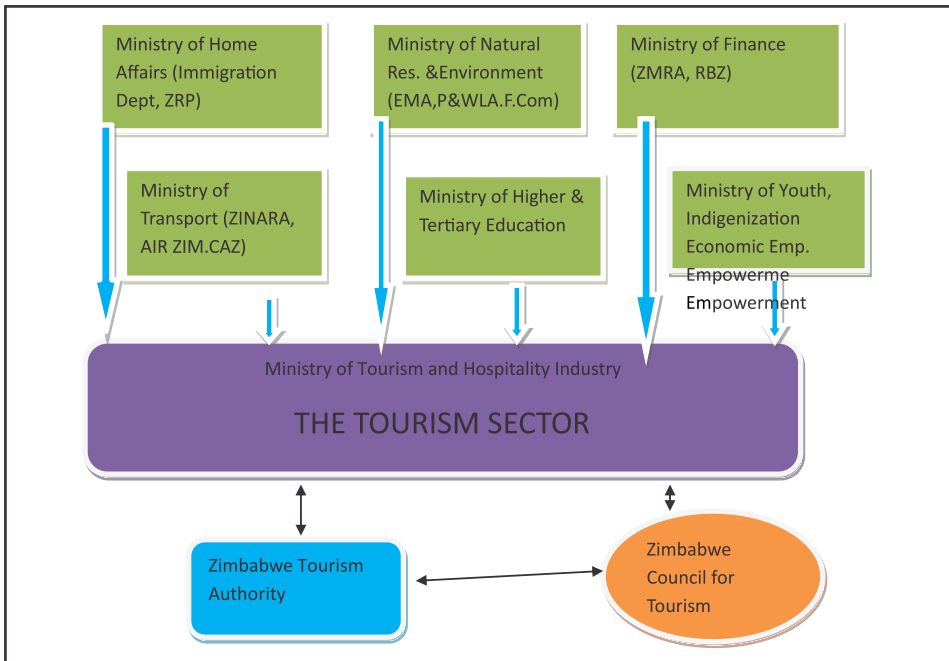 Ministry of Home
Affairs (Immigration
Dept, ZRP)
Ministry of Natural
Res. &Environment
(EMA,P&WLA.F.Com)
Ministry of Finance
(ZMRA, RBZ)
Ministry of
Transport (ZINARA,
AIR ZIM.CAZ)
Ministry of Higher &
Tertiary Education
Ministry of Youth,
Indigenization
Economic Emp.
Empowerme
Empowerment
Ministry of Tourism and Hospitality Industry
THE TOURISM SECTOR
Zimbabwe Tourism
Authority
Zimbabwe
Council for
Tourism